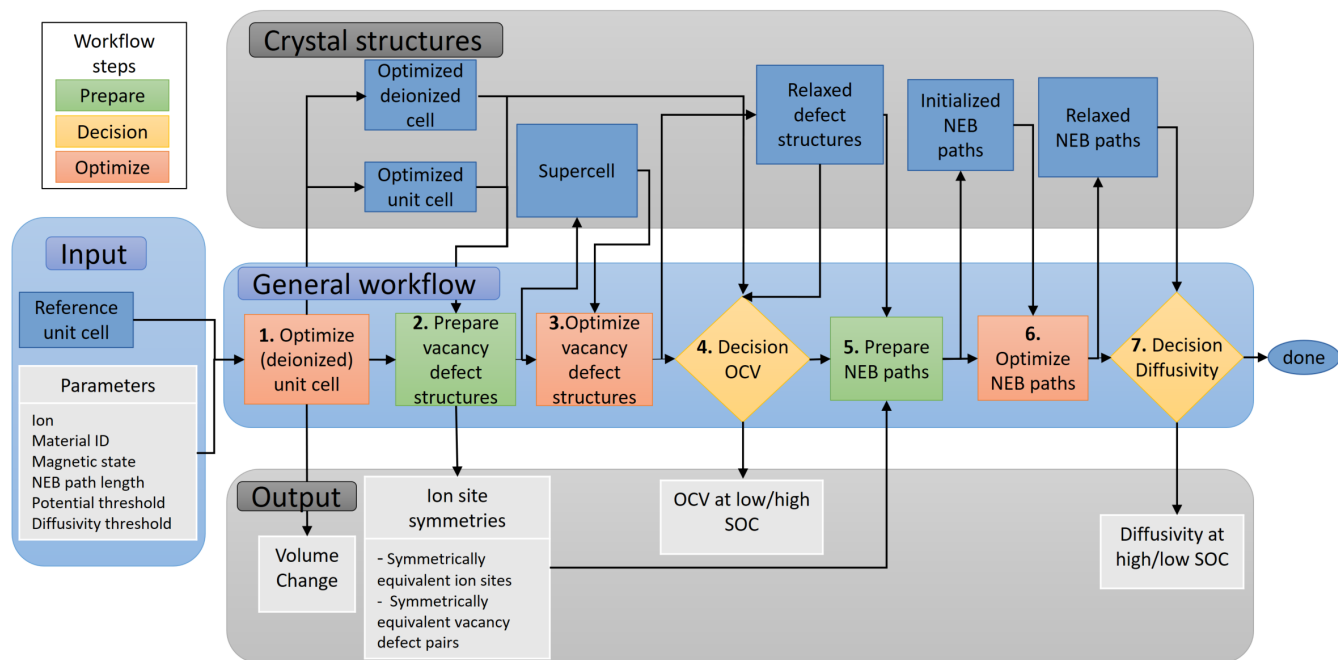 Workflow
steps
Prepare
Decision
Optimize
Crystal structures
Optimized
deionized
cell
Optimized
unit cell
Supercell
Relaxed
defect
structures
Initialized
NEB
paths
Relaxed
NEB paths
Input
Reference
unit cell
Parameters
Ion
Material ID
Magnetic state
NEB path length
Potential threshold
Diffusivity threshold
General workflow
1. Optimize
(deionized)
unit cell
2. Prepare
vacancy
defect
structures
3.Optimize
vacancy
defect
structures
4. Decision
OCV
5. Prepare
NEB paths
6.
Optimize
NEB paths
7. Decision
Diffusivity
done
Output
Volume
Change
Ion site
symmetries
- Symmetrically
equivalent ion sites
- Symmetrically
equivalent vacancy
defect pairs
OCV at low/high
SOC
Diffusivity at
high/low SOC